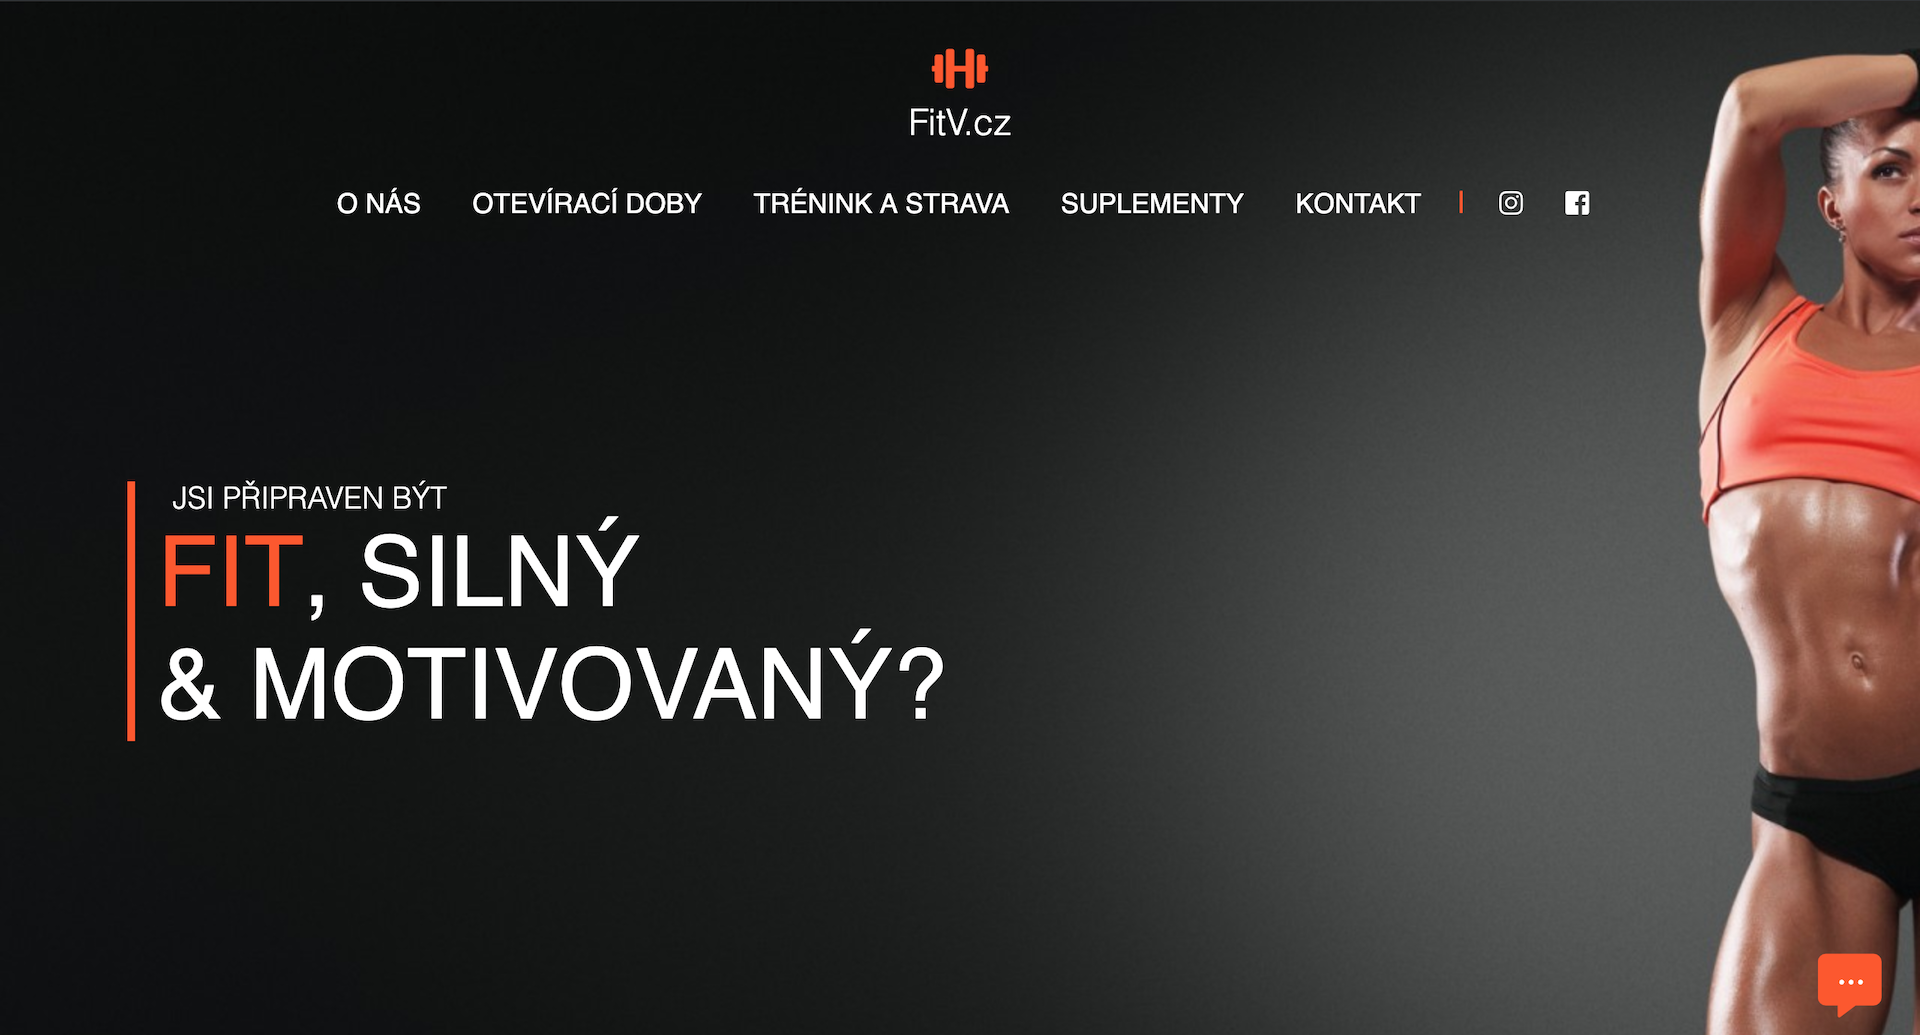 FitV.cz
O NÁS OTEVÍRACÍ DOBY TRÉNINK A STRAVA SUPLEMENTY KONTAKT
JSI PŘIPRAVEN BÝT
FIT, SILNÝ
& MOTIVOVANÝ?